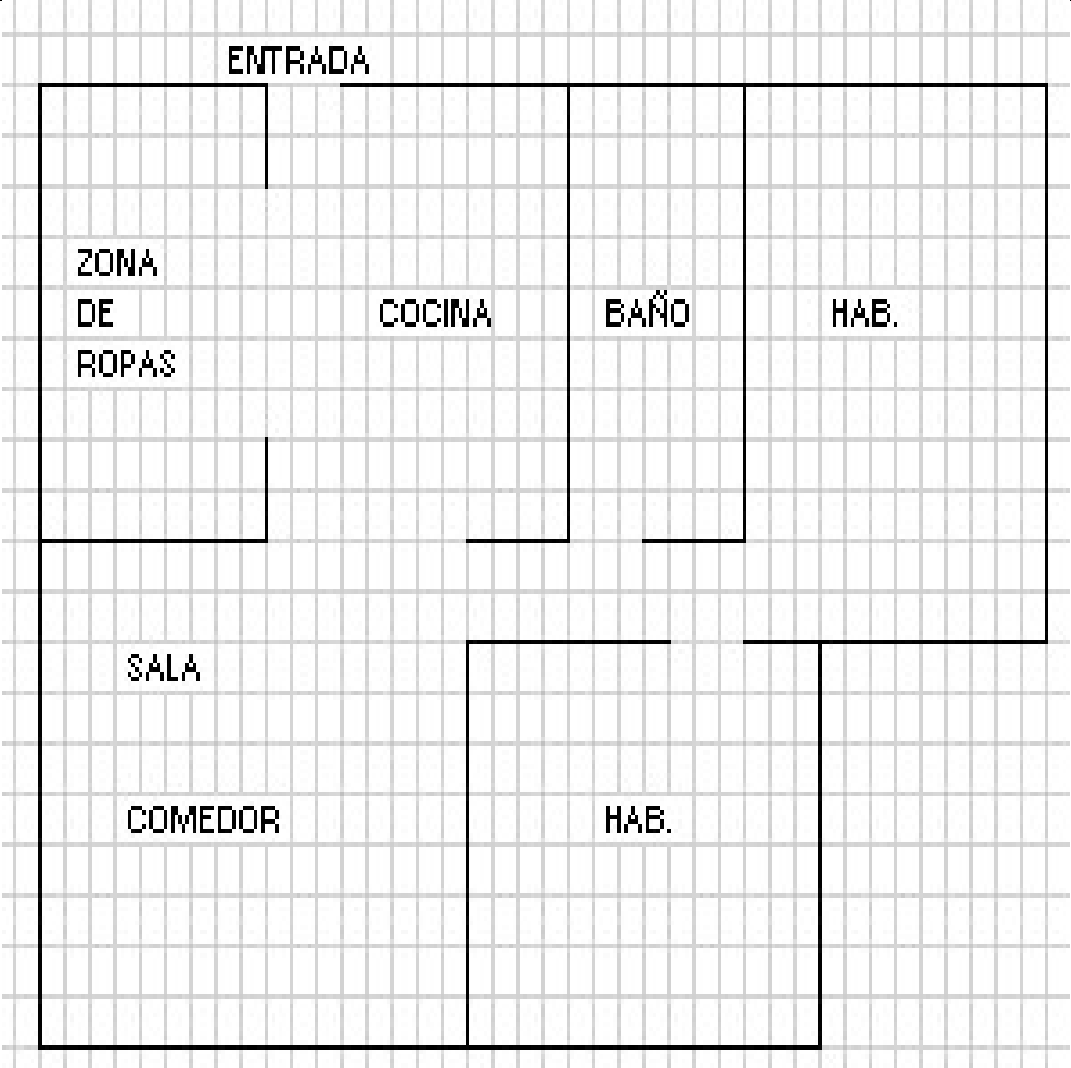 ENTRADA
ZONA
DE
ROPAS
COCINA
BAÑO
HAB.
SALA
COMEDOR
HAB.